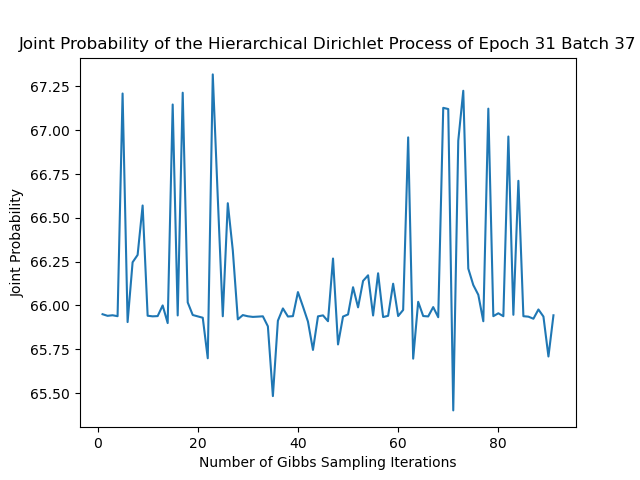 Joint Probability of the Hierarchical Dirichlet Process of Epoch 31 Batch 37
67.25
67.00
66.75
66.50
66.25
66.00
65.75
65.50
Joint Probability
0 20 40 60 80
Number of Gibbs Sampling Iterations